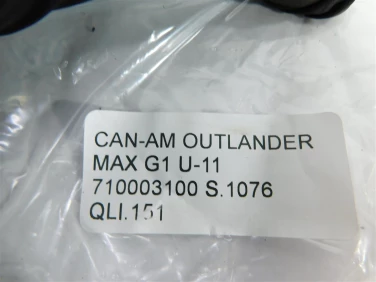 CAN-AM OUTLANDER
MAX G1 U-11
710003100 S.1076
QLI.151